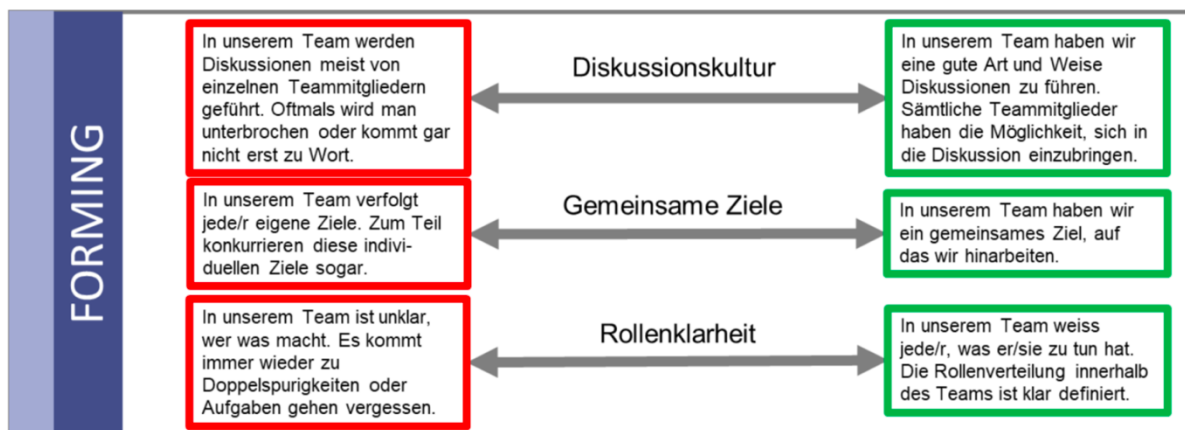 FORMING
In unserem Team werden
Diskussionen meist von
einzelnen Teammitgliedern
geführt. Oftmals wird man
unterbrochen oder kommt gar
nicht erst zu Wort.
Diskussionskultur
In unserem Team haben wir
eine gute Art und Weise
Diskussionen zu führen.
Sämtliche Teammitglieder
haben die Möglichkeit, sich in
die Diskussion einzubringen.
In unserem Team verfolgt
jede/r eigene Ziele. Zum Teil
konkurrieren diese indivi-
duellen Ziele sogar.
Gemeinsame Ziele
In unserem Team haben wir
ein gemeinsames Ziel, auf
das wir hinarbeiten.
In unserem Team ist unklar,
wer was macht. Es kommt
immer wieder zu
Doppelspurigkeiten oder
Aufgaben gehen vergessen.
Rollenklarheit
In unserem Team weiss
jede/r, was er/sie zu tun hat.
Die Rollenverteilung innerhalb
des Teams ist klar definiert.